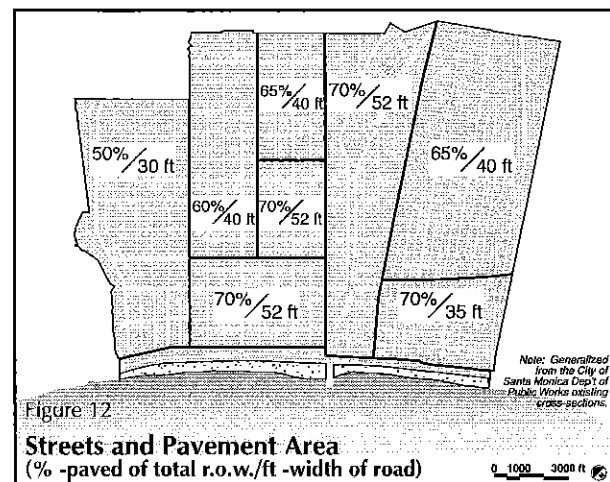 65%/40 ft
70%/52 ft
50%/30 ft
65%/40 ft
60%/40 ft
70%/52 ft
70%/52 ft
70%/35 ft
Note: Generalized
from the City of
Santa Monica Dep't of
Public Works existing
cross-sections.
Figure 12
Streets and Pavement Area
(% -paved of total r.o.w./ft -width of road)
0 1000 3000 ft